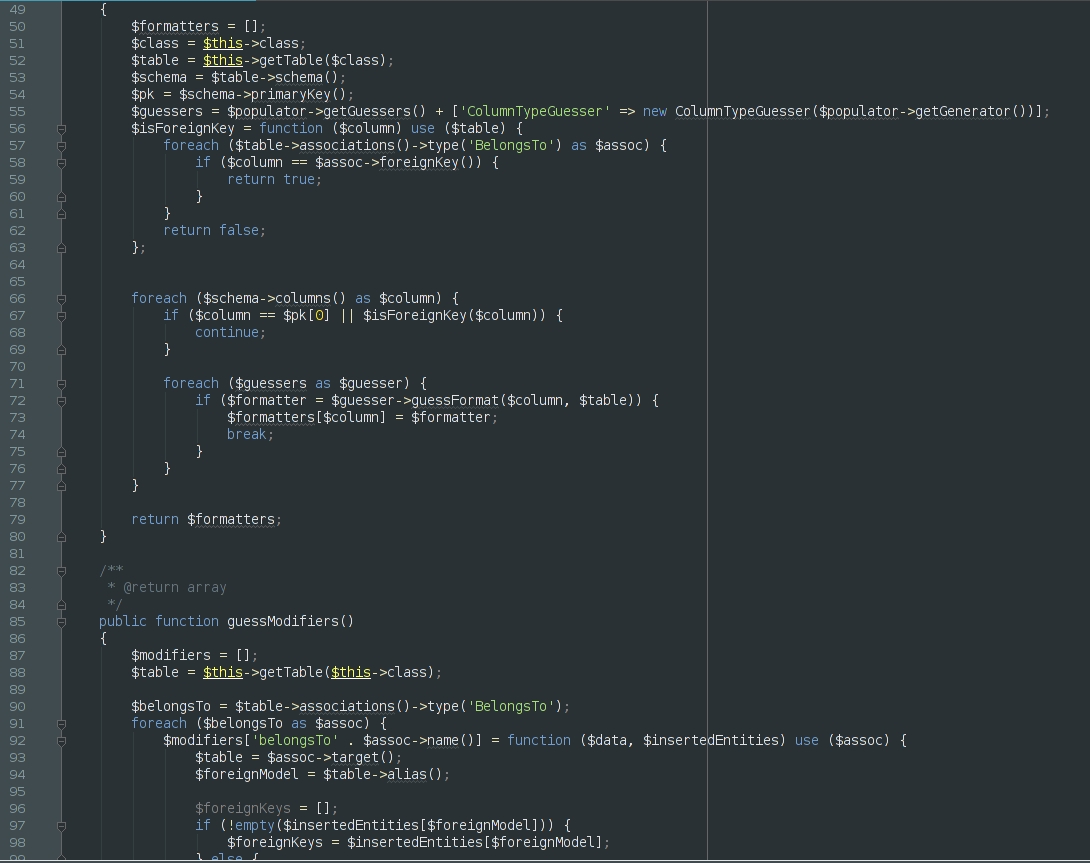 49 {
50 $formatters = [];
51 $class = $this->class;
52 $table = $this->getTable($class);
53 $schema = $table->schema();
54 $pk = $schema->primaryKey();
55 $guessers = $populator->getGuessers() + ['ColumnTypeGuesser' => new ColumnTypeGuesser($populator->getGenerator())];
56 $isForeignKey = function ($column) use ($table) {
57 foreach ($table->associations()->type('BelongsTo') as $assoc) {
58 if ($column == $assoc->foreignKey()) {
59 return true;
60 }
61 }
62 return false;
63 };
64
65
66 foreach ($schema->columns() as $column) {
67 if ($column == $pk[0] || $isForeignKey($column)) {
68 continue;
69 }
70
71 foreach ($guessers as $guesser) {
72 if ($formatter = $guesser->guessFormat($column, $table)) {
73 $formatters[$column] = $formatter;
74 break;
75 }
76 }
77 }
78
79 return $formatters;
80 }
81
82 /**
83 * @return array
84 */
85 public function guessModifiers()
86 {
87 $modifiers = [];
88 $table = $this->getTable($this->class);
89
90 $belongsTo = $table->associations()->type('BelongsTo');
91 foreach ($belongsTo as $assoc) {
92 $modifiers['belongsTo' . $assoc->name()] = function ($data, $insertedEntities) use ($assoc) {
93 $table = $assoc->target();
94 $foreignModel = $table->alias();
95
96 $foreignKeys = [];
97 if (!empty($insertedEntities[$foreignModel])) {
98 $foreignKeys = $insertedEntities[$foreignModel];
99 } else {